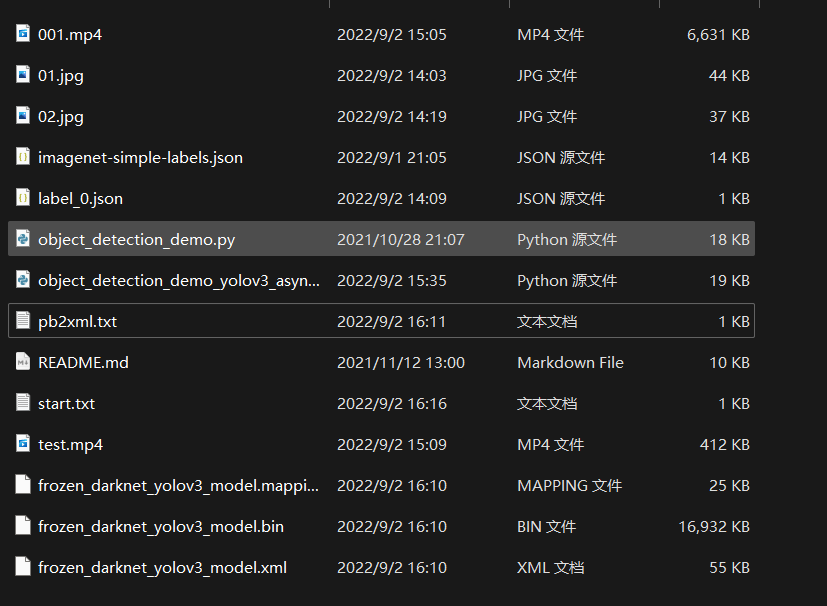 001.mp4 2022/9/2 15:05 MP4 文件 6,631 KB
01.jpg 2022/9/2 14:03 JPG 文件 44 KB
02.jpg 2022/9/2 14:19 JPG 文件 37 KB
imagenet-simple-labels.json 2022/9/1 21:05 JSON 源文件 14 KB
label_0.json 2022/9/2 14:09 JSON 源文件 1 KB
object_detection_demo.py 2021/10/28 21:07 Python 源文件 18 KB
object_detection_demo_yolov3_asyn... 2022/9/2 15:35 Python 源文件 19 KB
pb2xml.txt 2022/9/2 16:11 文本文档 1 KB
README.md 2021/11/12 13:00 Markdown File 10 KB
start.txt 2022/9/2 16:16 文本文档 1 KB
test.mp4 2022/9/2 15:09 MP4 文件 412 KB
frozen_darknet_yolov3_model.mappi... 2022/9/2 16:10 MAPPING 文件 25 KB
frozen_darknet_yolov3_model.bin 2022/9/2 16:10 BIN 文件 16,932 KB
frozen_darknet_yolov3_model.xml 2022/9/2 16:10 XML 文档 55 KB